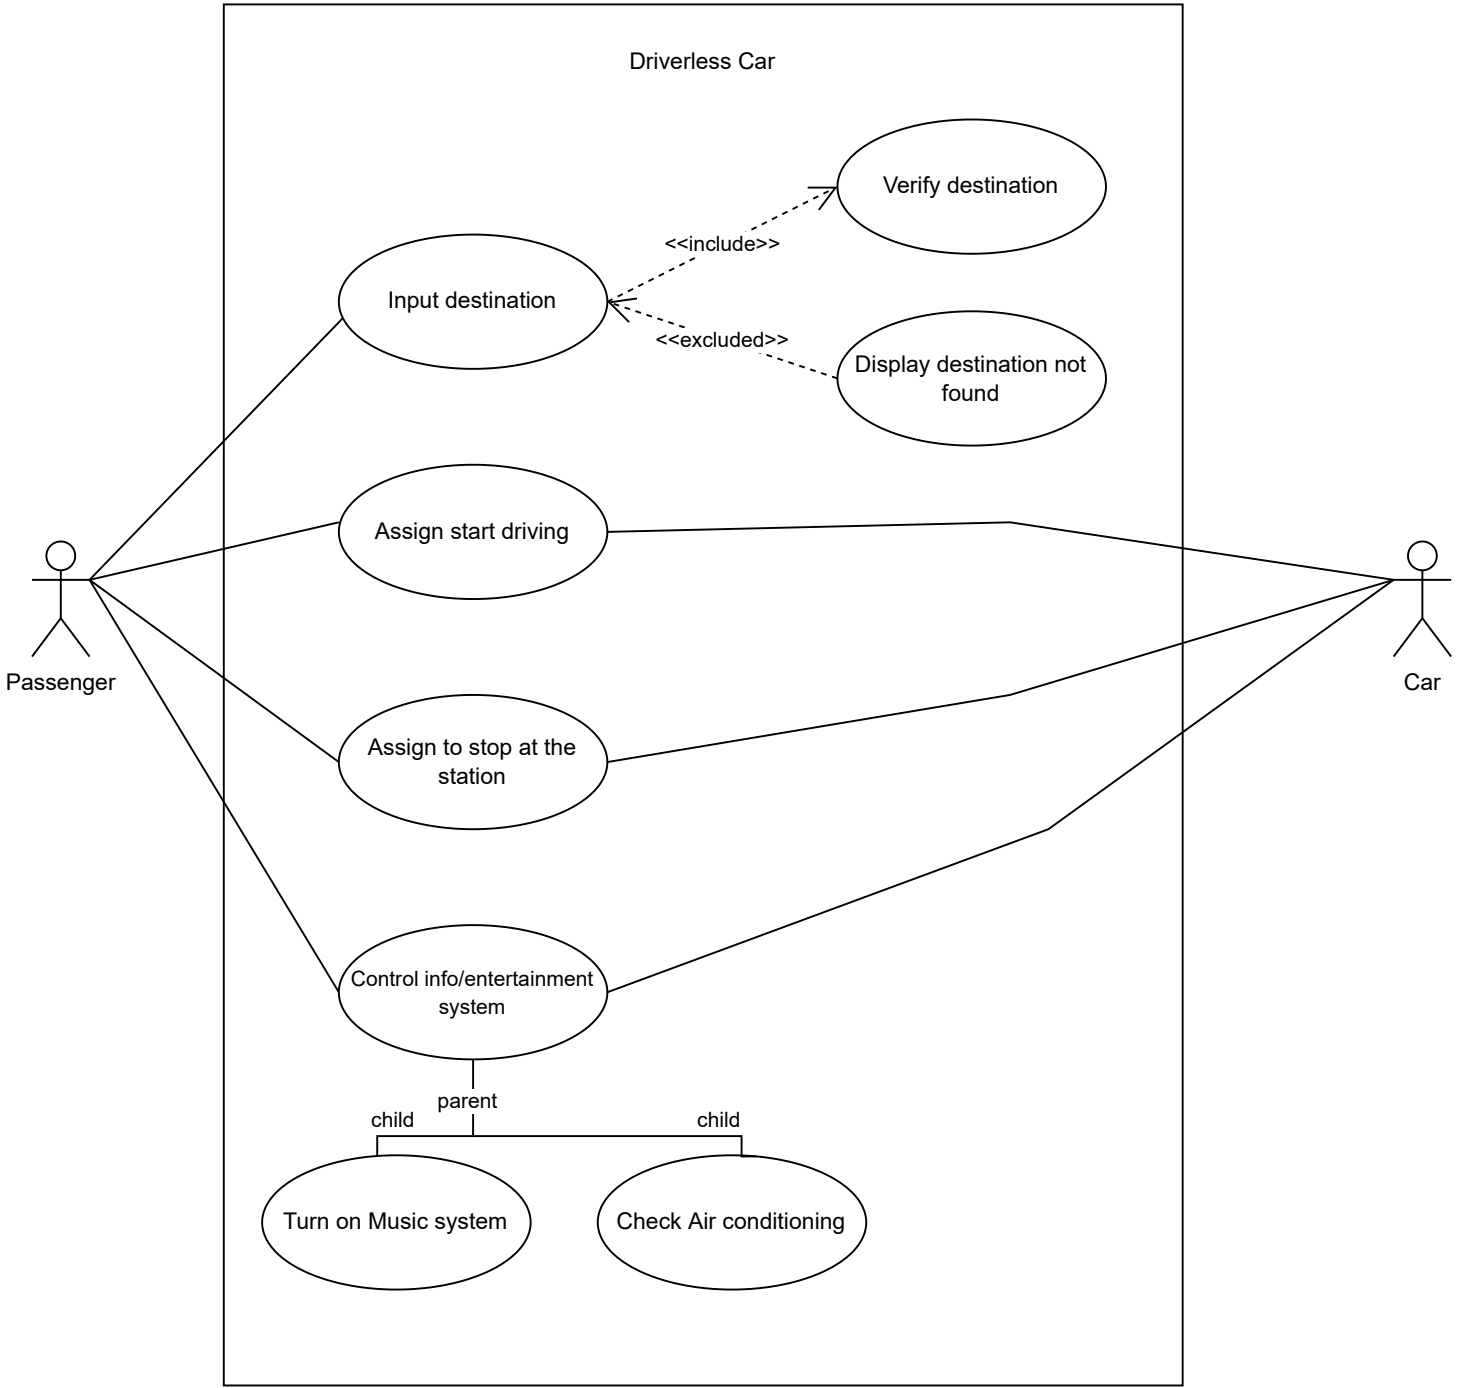 Driverless Car
Verify destination
<<include>>
Input destination
<<excluded>>
Display destination not
found
Assign start driving
Passenger
Car
Assign to stop at the
station
Control info/entertainment
system
parent
child
child
Turn on Music system
Check Air conditioning